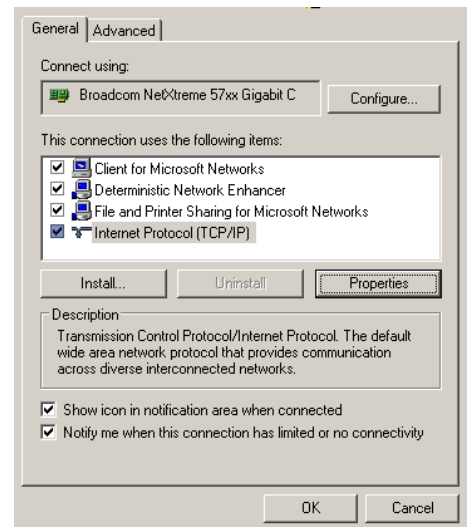 General
Advanced
Connect using:
Broadcom NetXtreme 57xx Gigabit C
Configure...
This connection uses the following items:
Client for Microsoft Networks
Deterministic Network Enhancer
File and Printer Sharing for Microsoft Networks
Internet Protocol (TCP/IP)
Install...
Uninstall
Properties
Description
Transmission Control Protocol/Internet Protocol. The default
wide area network protocol that provides communication
across diverse interconnected networks.
Show icon in notification area when connected
Notify me when this connection has limited or no connectivity
OK
Cancel